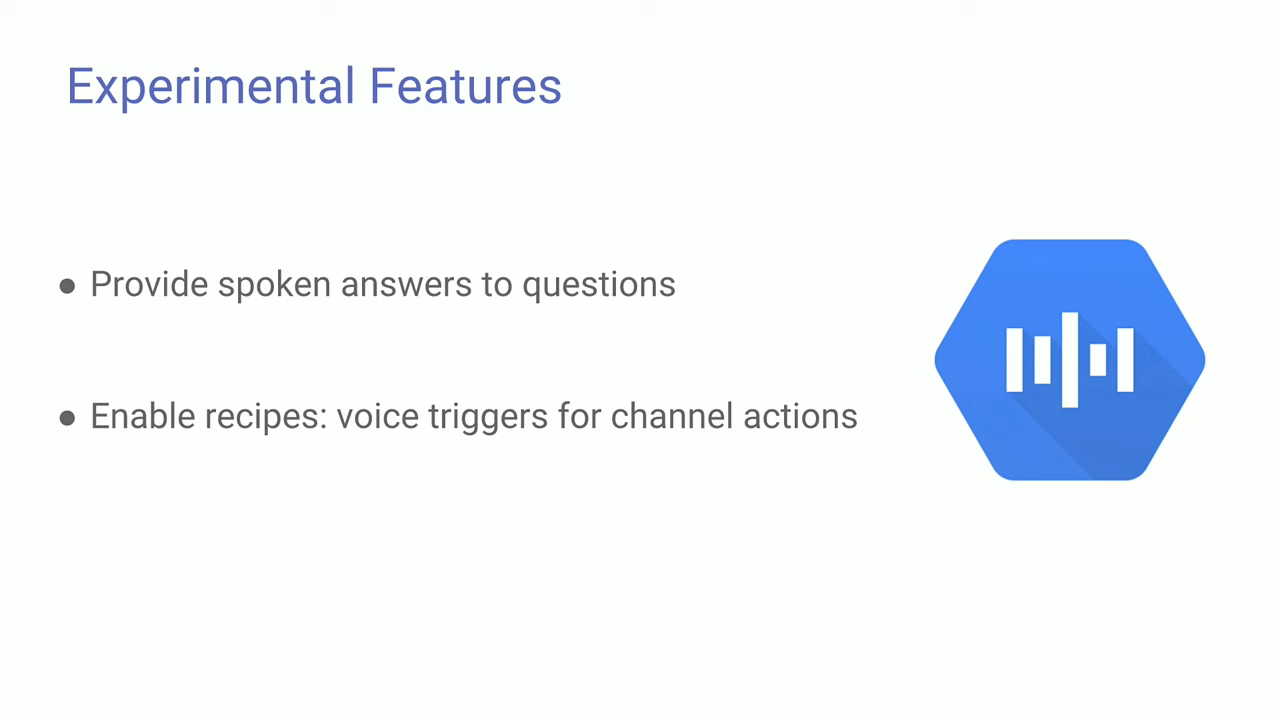 Experimental Features
● Provide spoken answers to questions
● Enable recipes: voice triggers for channel actions